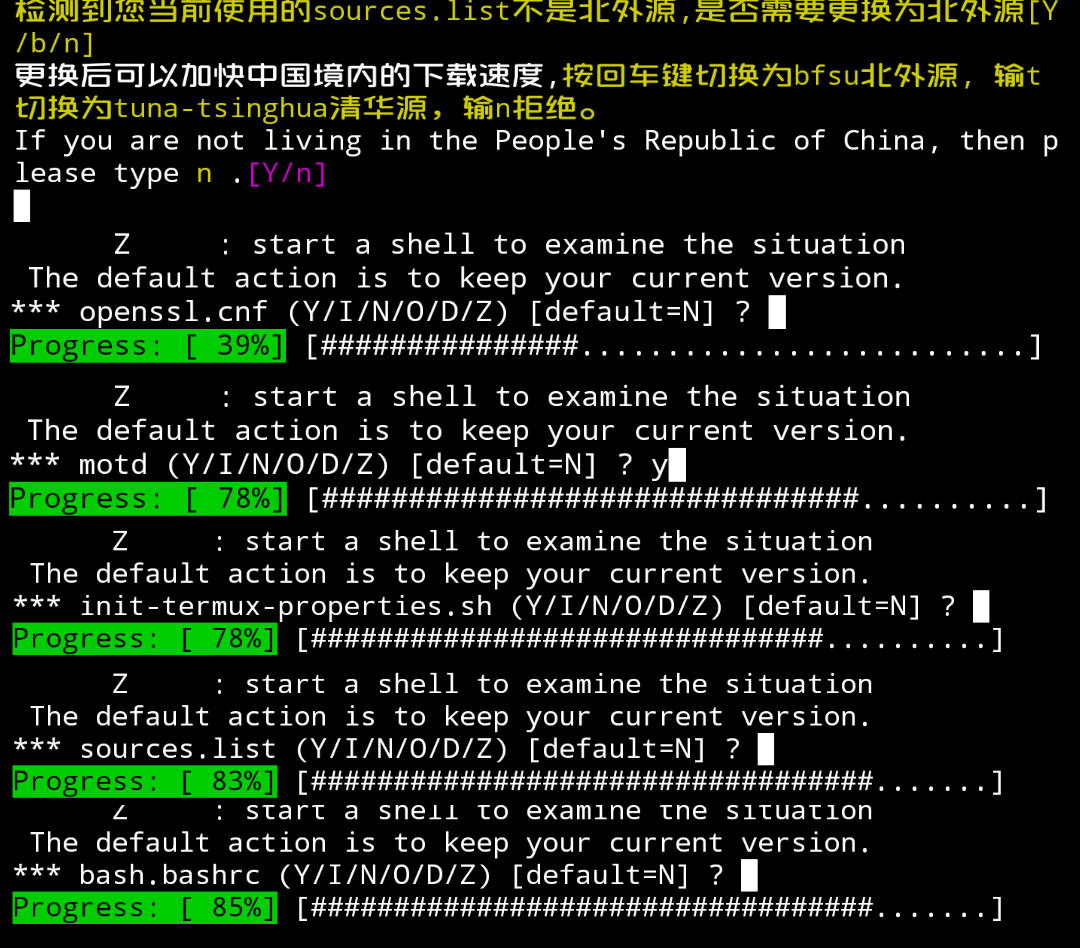 检测到您当前使用的sources.list不是北外源,是否需要更换为北外源[Y
/b/n]
更换后可以加快中国境内的下载速度,按回车键切换为bfsu北外源, 输t
切换为tuna-tsinghua清华源, 输n拒绝。
If you are not living in the People's Republic of China, then p
lease type n .[Y/n]
Z : start a shell to examine the situation
The default action is to keep your current version.
*** openssl.cnf (Y/I/N/O/D/Z) [default=N] ?
Progress: [ 39%] [###############..........................]
Z : start a shell to examine the situation
The default action is to keep your current version.
*** motd (Y/I/N/O/D/Z) [default=N] ? y
Progress: [ 78%] [################################..........]
Z : start a shell to examine the situation
The default action is to keep your current version.
*** init-termux-properties.sh (Y/I/N/O/D/Z) [default=N] ?
Progress: [ 78%] [###############################..........]
Z : start a shell to examine the situation
The default action is to keep your current version.
*** sources.list (Y/I/N/O/D/Z) [default=N] ?
Progress: [ 83%] [##################################.......]
Z : start a shell to examine the situation
The default action is to keep your current version.
*** bash.bashrc (Y/I/N/O/D/Z) [default=N] ?
Progress: [ 85%] [##################################.......]